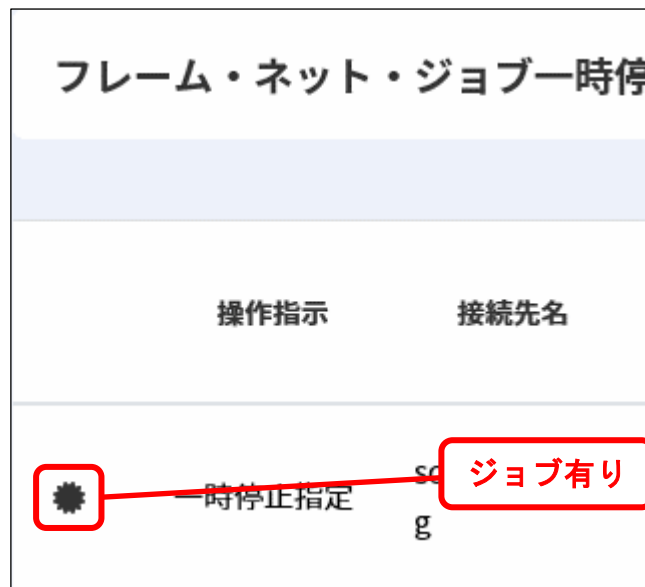 フレーム・ネット・ジョブ一時停
操作指示 接続先名
一時停止指定
ジョブ有り
g